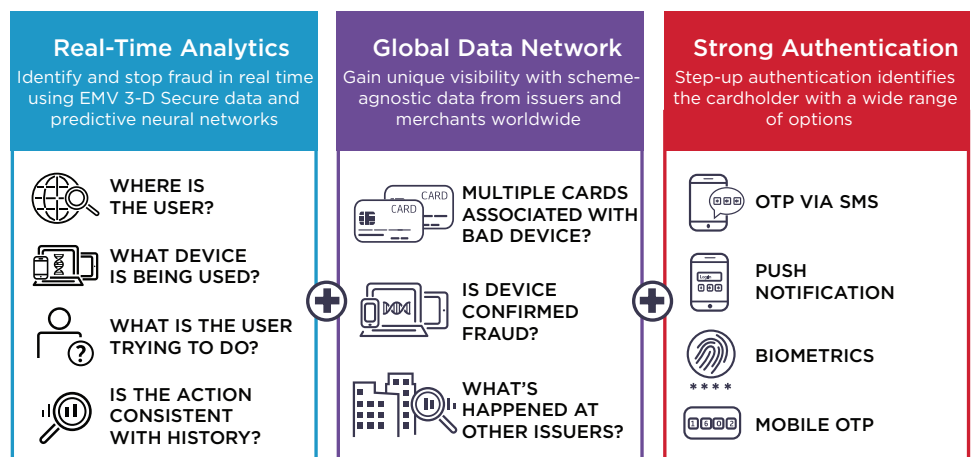 Real-Time Analytics
Identify and stop fraud in real time
using EMV 3-D Secure data and
predictive neural networks
WHERE IS
THE USER?
WHAT DEVICE
IS BEING USED?
WHAT IS THE USER
TRYING TO DO?
?
IS THE ACTION
CONSISTENT
WITH HISTORY?
Global Data Network
Gain unique visibility with scheme-
agnostic data from issuers and
merchants worldwide
CARD
CARD
MULTIPLE CARDS
ASSOCIATED WITH
BAD DEVICE?
IS DEVICE
CONFIRMED
FRAUD?
WHAT'S
HAPPENED AT
OTHER ISSUERS?
Strong Authentication
Step-up authentication identifies
the cardholder with a wide range
of options
OTP VIA SMS
Login
PUSH
NOTIFICATION
BIOMETRICS
****
1602
MOBILE OTP